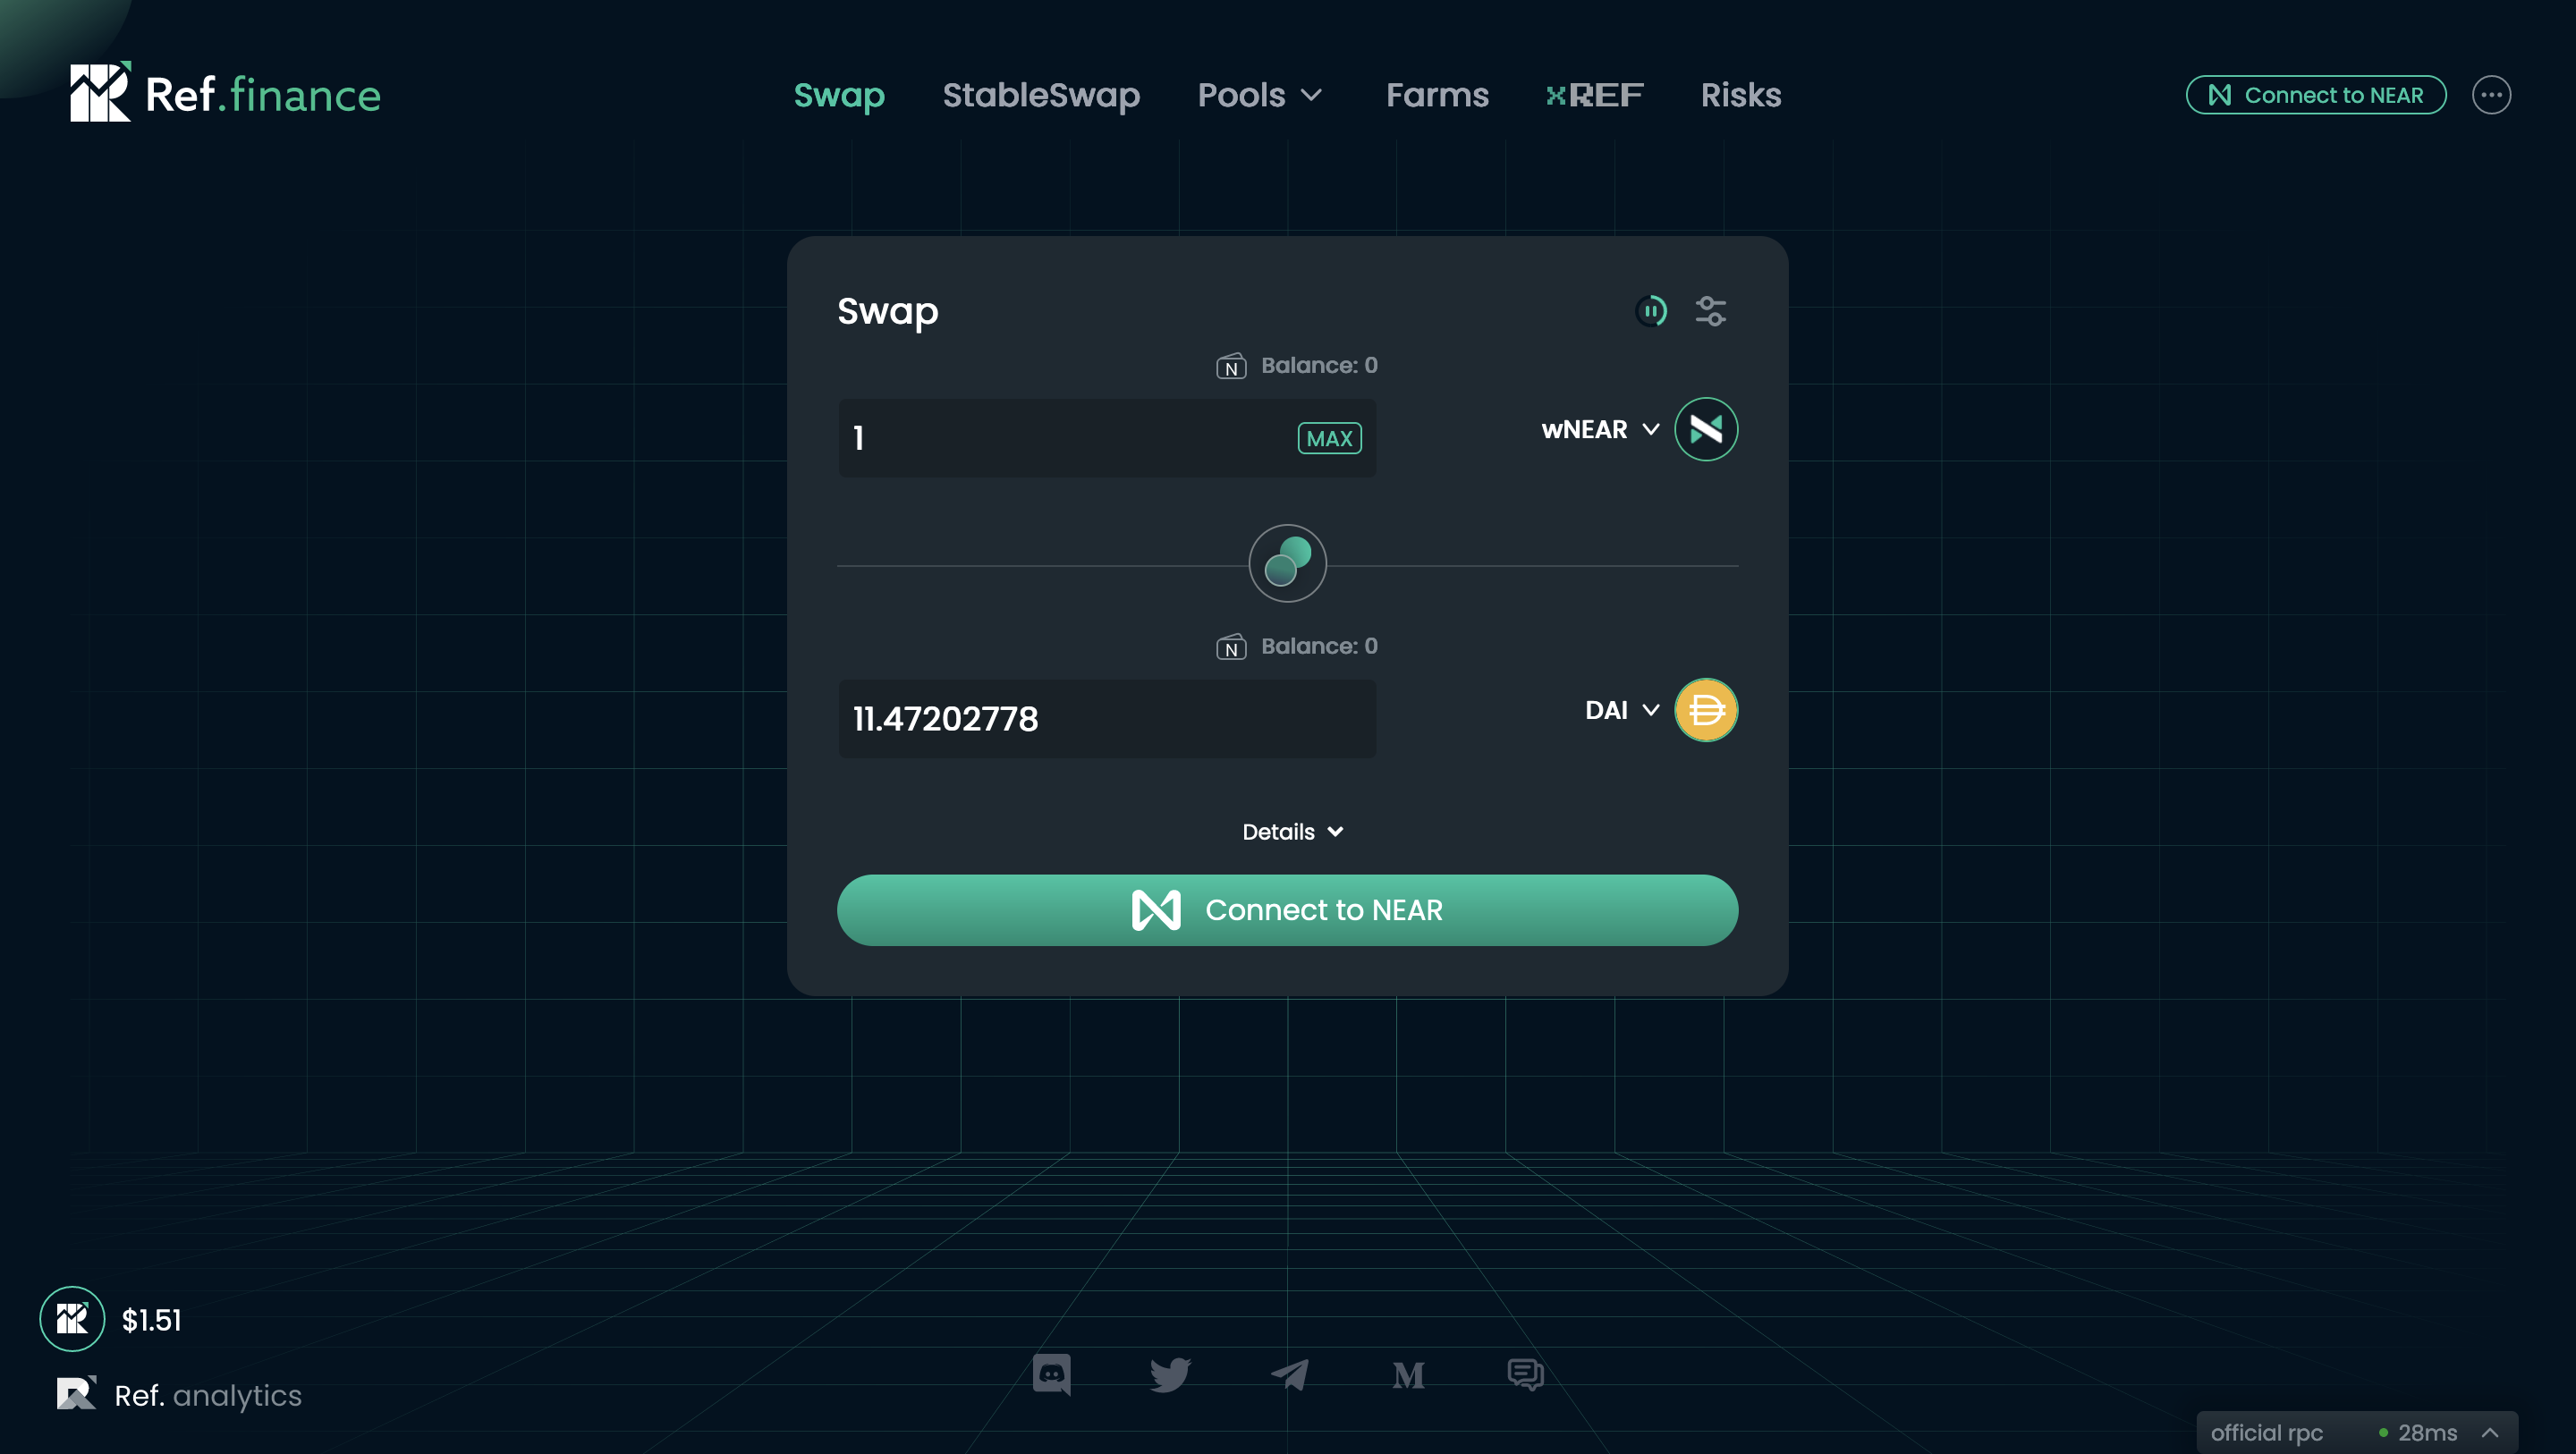 Ref.finance
Swap
StableSwap
Pools
Farms
xREF
Risks
Connect to NEAR
Swap
N Balance: 0
1
MAX
wNEAR
N Balance: 0
11.47202778
DAI
Details
Connect to NEAR
$1.51
Ref. analytics
official rpc
28ms